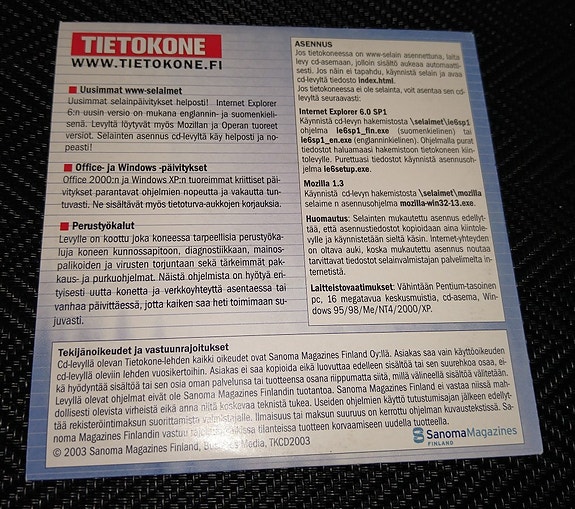 TIETOKONE
WWW.TIETOKONE.FI
Uusimmat www-selaimet
Uusimmat selainpäivitykset helposti! Internet Explorer
6:n uusin versio on mukana englannin- ja suomenkieli-
senä. Levyltä löytyvät myös Mozillan ja Operan tuoreet
versiot. Selainten asennus cd-levyltä käy helposti ja no-
peasti!
Office- ja Windows -päivitykset
Office 2000:n ja Windows XP:n tuoreimmat kriittiset päi-
vitykset parantavat ohjelmien nopeutta ja vakautta tun-
tuvasti. Ne sisältävät myös tietoturva-aukkojen korjauksia.
Perustyökalut
Levylle on koottu joka koneessa tarpeellisia perustyöka-
luja koneen kunnossapitoon, diagnostiikkaan, mainos-
palikoiden ja virusten torjuntaan sekä tärkeimmät pak-
kaus- ja purkuohjelmat. Näistä ohjelmista on hyötyä eri-
tyisesti uutta konetta ja verkkoyhteyttä asentaessa tai
vanhaa päivittäessä, jotta kaiken saa heti toimimaan su-
juvasti.
ASENNUS
Jos tietokoneessa on www-selain asennettuna, laita
levy cd-asemaan, jolloin sisältö aukeaa automaatti-
sesti. Jos näin ei tapahdu, käynnistä selain ja avaa
cd-levyltä tiedosto index.html.
Jos tietokoneessa ei ole selainta, voit asentaa sen cd-
levyltä seuraavasti:
Internet Explorer 6.0 SP1
Käynnistä cd-levyn hakemistosta \selaimet\ie6sp1
ohjelma ie6sp1_fin.exe (suomenkielinen) tai
ie6sp1_en.exe (englanninkielinen). Ohjelmalla purat
tiedostot haluamaasi hakemistoon tietokoneen kiin-
tolevylle. Purettuasi tiedostot käynnistä asennusoh-
jelma ie6setup.exe.
Mozilla 1.3
Käynnistä cd-levyn hakemistosta \selaimet\mozilla
selaime n asennusohjelma mozilla-win32-13.exe.
Huomautus: Selainten mukautettu asennus edellyt-
tää, että asennustiedostot kopioidaan aina kiintole-
vylle ja käynnistetään sieltä käsin. Internet-yhteyden
on oltava auki, koska mukautettu asennus noutaa
tarvittavat tiedostot selainvalmistajan palvelimelta in-
ternetistä.
Laitteistovaatimukset: Vähintään Pentium-tasoinen
pc, 16 megatavua keskusmuistia, cd-asema, Win-
dows 95/98/Me/NT4/2000/XP.
Tekijänoikeudet ja vastuunrajoitukset
Cd-levyllä olevan Tietokone-lehden kaikki oikeudet ovat Sanoma Magazines Finland Oy:llä. Asiakas saa vain käyttöoikeuden
cd-levyllä oleviin lehden vuosikertoihin. Asiakas ei saa kopioida eikä luovuttaa edelleen sisältöä tai sen suurehkoa osaa, ei-
kä hyödyntää sisältöä tai sen osia oman palvelunsa tai tuotteensa osana riippumatta siitä, millä välineellä sisältöä välitetään.
Levyllä olevat ohjelmat eivät ole Sanoma Magazines Finlandin tuotantoa. Sanoma Magazines Finland ei vastaa niissä mah-
dollisesti olevista virheistä eikä anna niitä koskevaa teknistä tukea. Useiden ohjelmien käyttö tutustumisajan jälkeen edellyt-
tää rekisteröintimaksun suorittamista valmistajalle. Ilmaisuus tai maksun suuruus on kerrottu ohjelman kuvaustekstissä. Sa-
noma Magazines Finlandin vastuu rajoittuu kaikissa tilanteissa tuotteen korvaamiseen uudella tuotteella.
© 2003 Sanoma Magazines Finland, Business Media, TKCD2003
SanomaMagazines
FINLAND